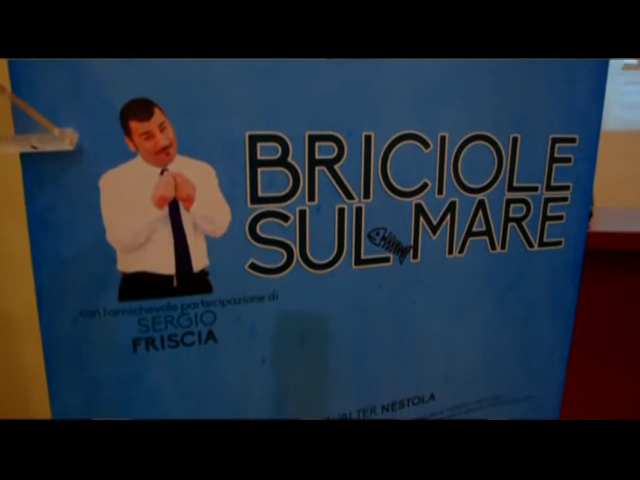 BRICIOLE
SUL MARE
con l'amichevole partecipazione di
SERGIO
FRISCIA
WALTER NESTOLA